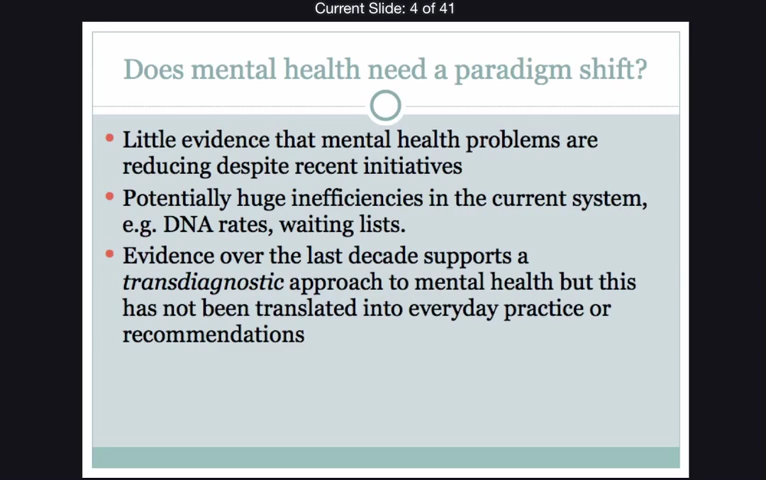 Current Slide: 4 of 41
Does mental health need a paradigm shift?
Little evidence that mental health problems are
reducing despite recent initiatives
Potentially huge inefficiencies in the current system,
e.g. DNA rates, waiting lists.
Evidence over the last decade supports a
transdiagnostic approach to mental health but this
has not been translated into everyday practice or
recommendations